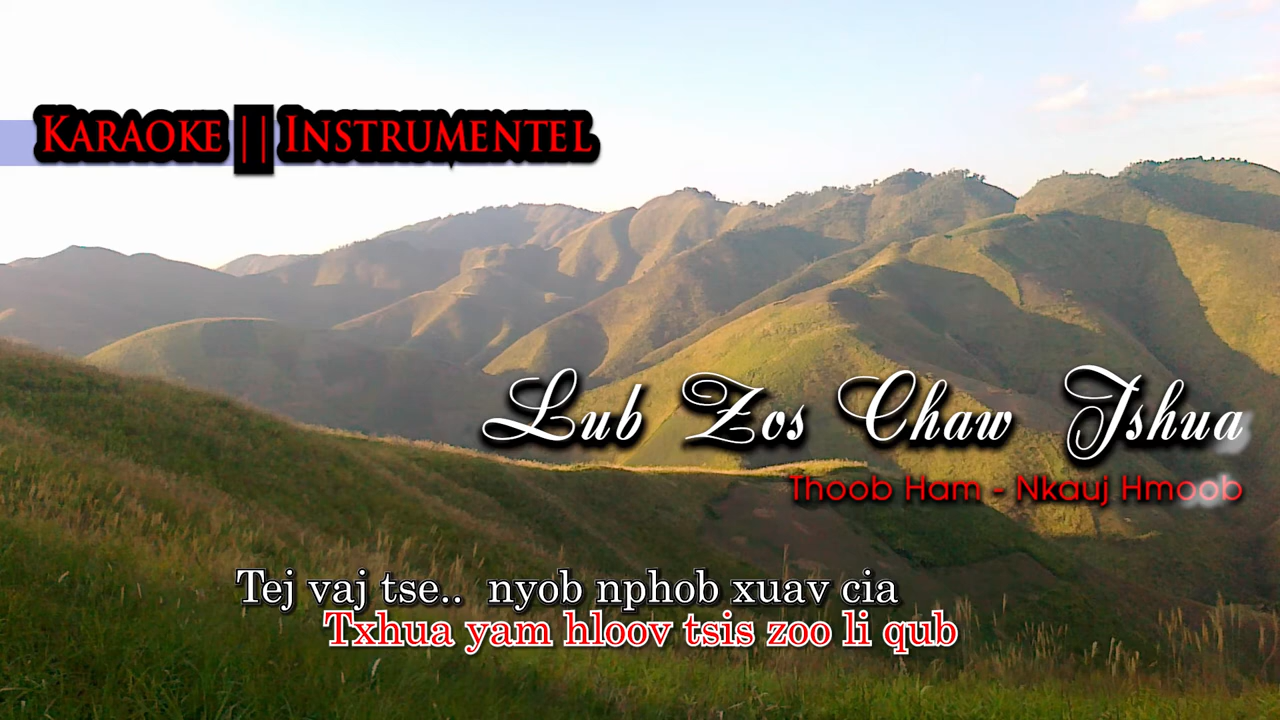 KARAOKE || INSTRUMENTEL
Lub Zos Chaw Tshua
Thoob Ham - Nkauj Hmoob
Tej vaj tse.. nyob nphob xuav cia
Txhua yam hloov tsis zoo li qub